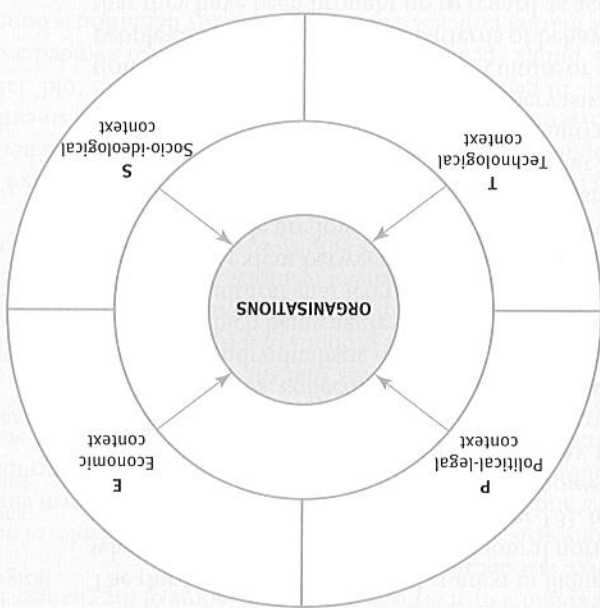 P
Political-legal
context
E
Economic
context
ORGANISATIONS
T
Technological
context
S
Socio-ideological
context